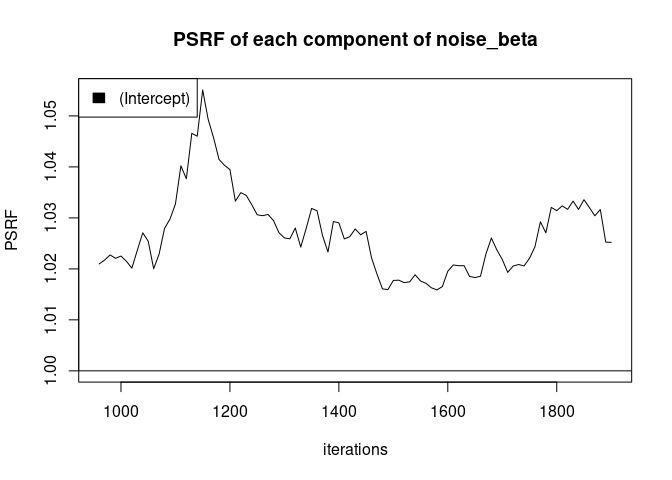 PSRF of each component of noise_beta
(Intercept)
PSRF
1.05
1.04
1.03
1.02
1.01
1.00
1000 1200 1400 1600 1800
iterations